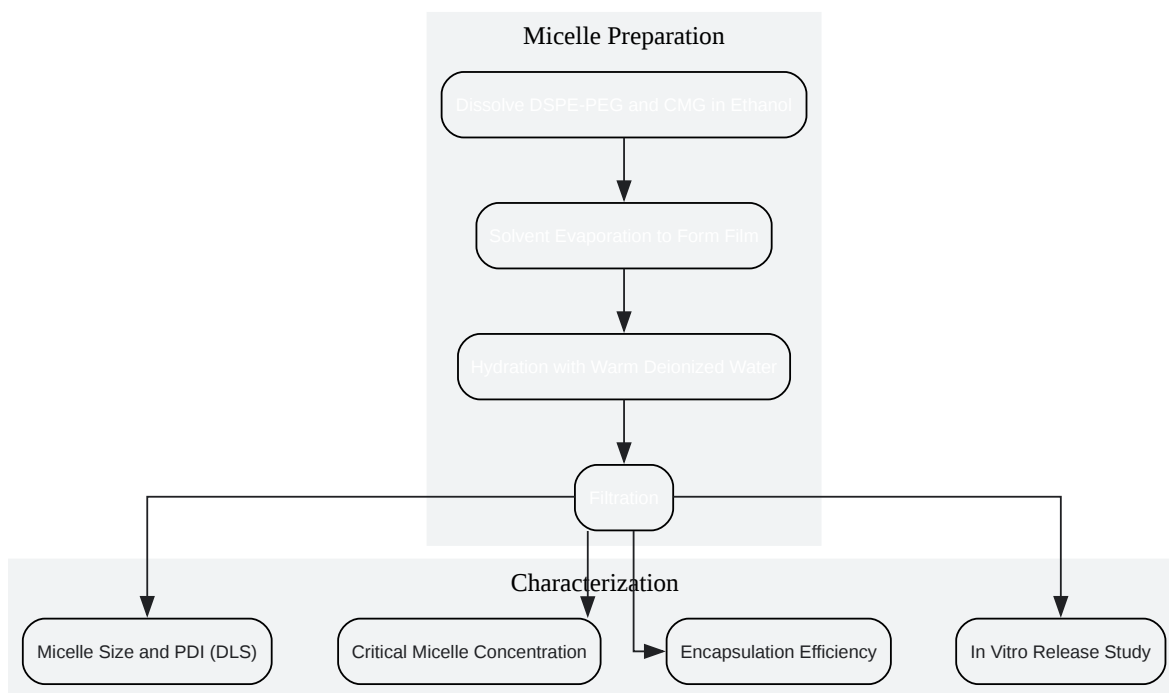 Micelle Preparation
Dissolve DSPE-PEG and CMG in Ethanol
Solvent Evaporation to Form Film
Hydration with Warm Deionized Water
Filtration
Characterization
Micelle Size and PDI (DLS)
Critical Micelle Concentration
Encapsulation Efficiency
In Vitro Release Study